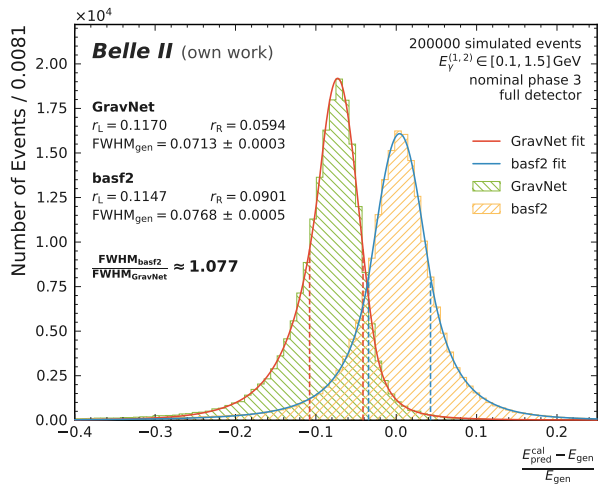 ×10⁴
Belle II (own work)
200000 simulated events
E_γ^(1,2) ∈ [0.1, 1.5] GeV
nominal phase 3
full detector
GravNet
r_L = 0.1170 r_R = 0.0594
FWHM_gen = 0.0713 ± 0.0003
basf2
r_L = 0.1147 r_R = 0.0901
FWHM_gen = 0.0768 ± 0.0005
FWHM_basf2
FWHM_GravNet
≈ 1.077
GravNet fit
basf2 fit
GravNet
basf2
Number of Events / 0.0081
2.00
1.75
1.50
1.25
1.00
0.75
0.50
0.25
0.00
−0.4 −0.3 −0.2 −0.1 0.0 0.1 0.2
E_pred^cal − E_gen
E_gen